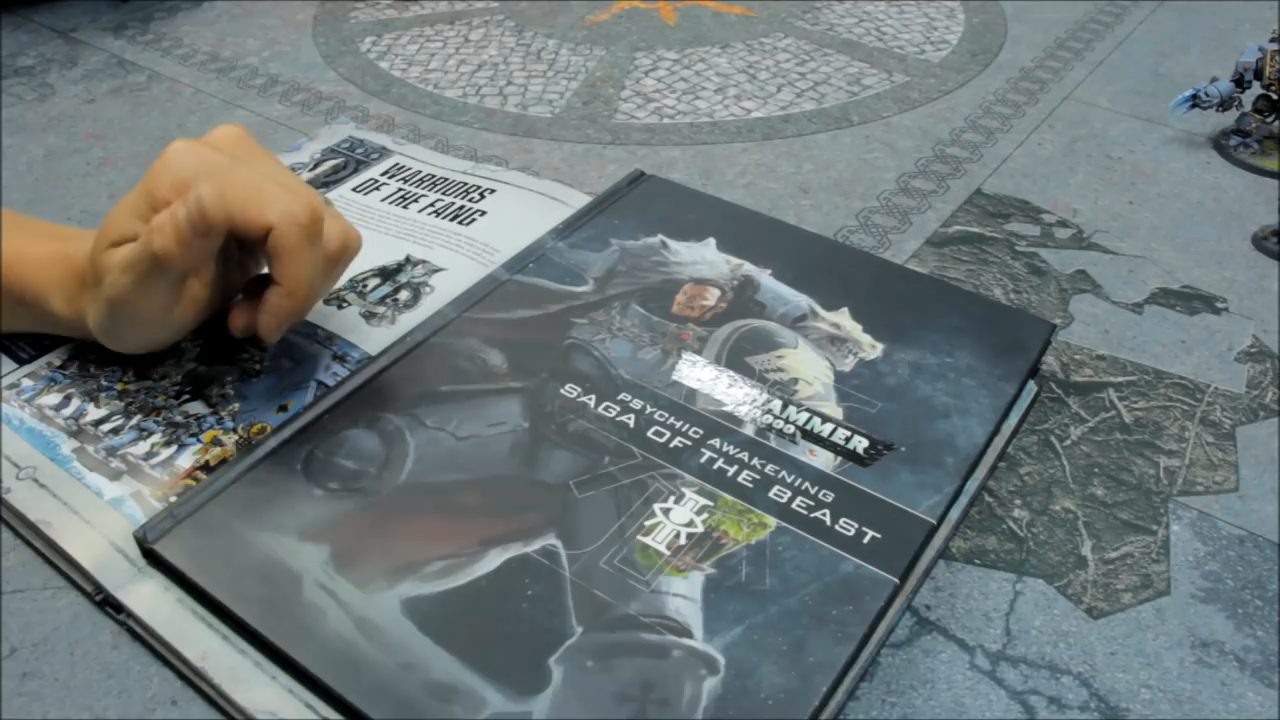 WARRIORS
OF THE FANG
HAMMER
PSYCHIC AWAKENING
SAGA OF THE BEAST